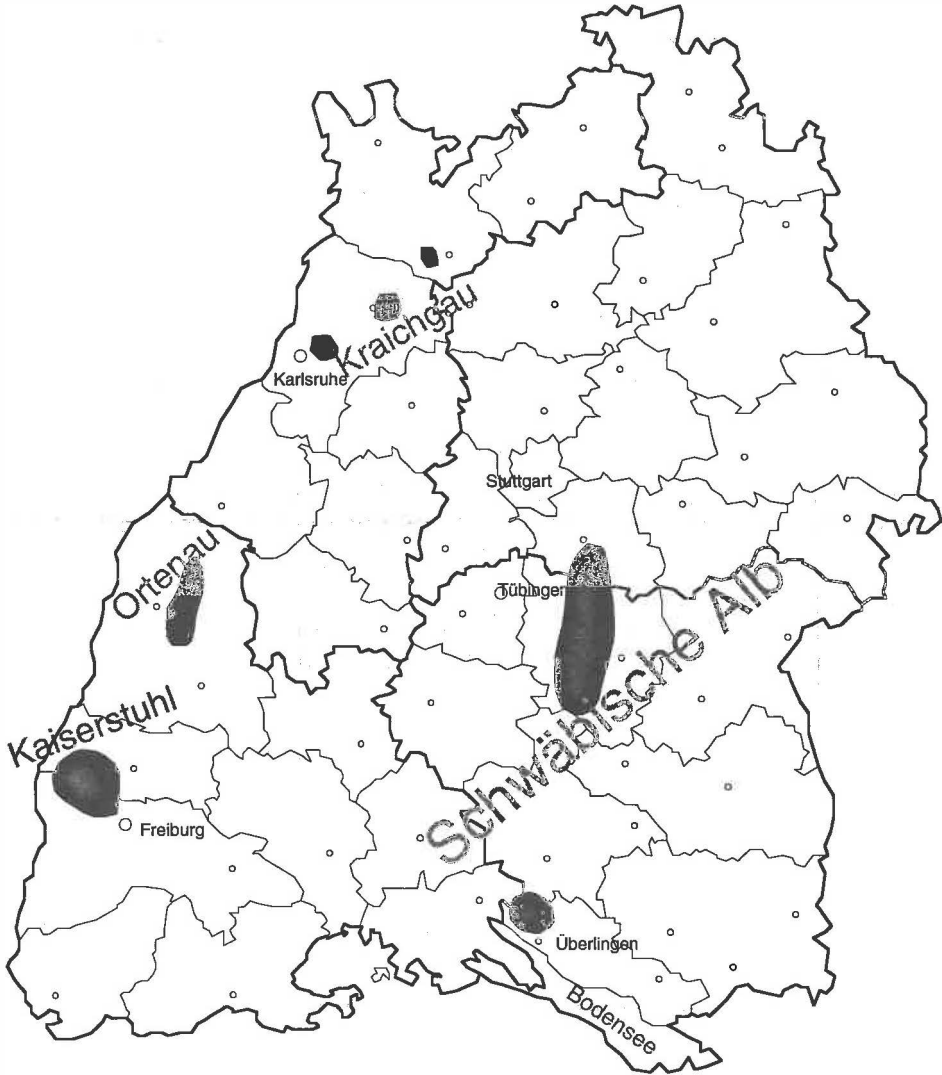 Kraichgau
Karlsruhe
Stuttgart
Ortenau
Tübingen
Schwäbische Alb
Kaiserstuhl
Freiburg
Überlingen
Bodensee